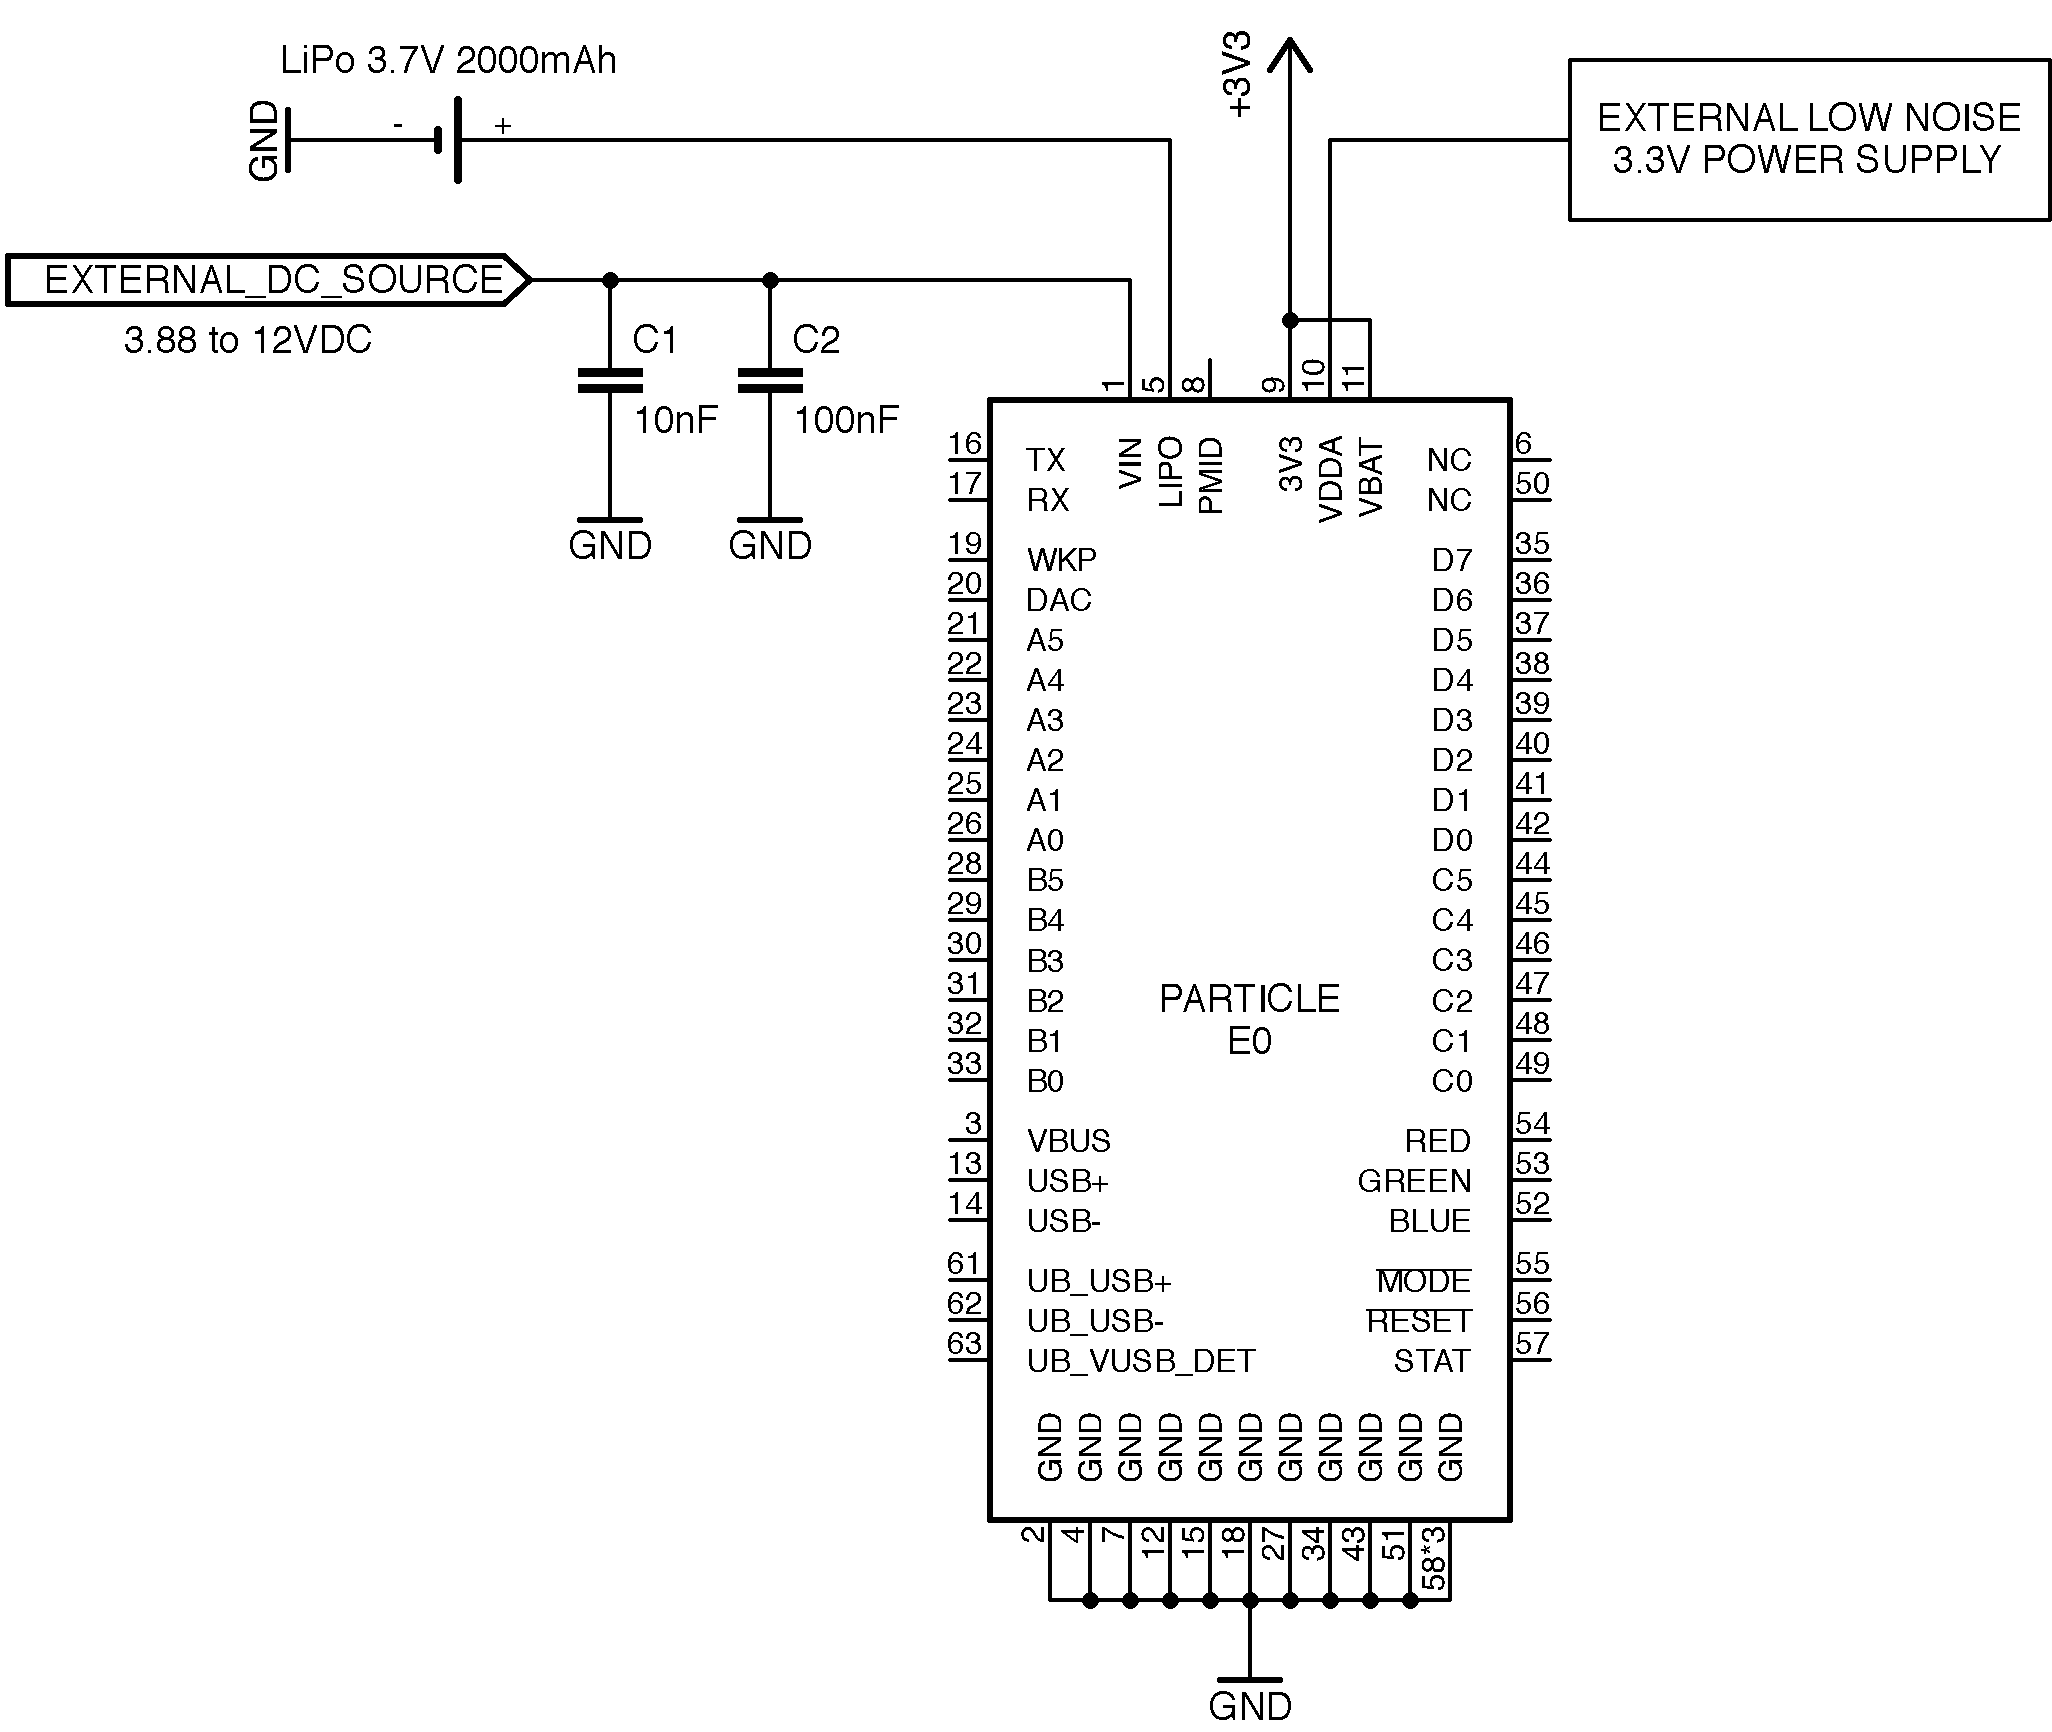 LiPo 3.7V 2000mAh
GND
-
+
+3V3
EXTERNAL LOW NOISE
3.3V POWER SUPPLY
EXTERNAL_DC_SOURCE
3.88 to 12VDC
C1
10nF
GND
C2
100nF
GND
1
5
8
9
10
11
VIN
LIPO
PMID
3V3
VDDA
VBAT
16 TX
17 RX
19 WKP
20 DAC
21 A5
22 A4
23 A3
24 A2
25 A1
26 A0
28 B5
29 B4
30 B3
31 B2
32 B1
33 B0
3 VBUS
13 USB+
14 USB-
61 UB_USB+
62 UB_USB-
63 UB_VUSB_DET
PARTICLE
E0
NC 6
NC 50
D7 35
D6 36
D5 37
D4 38
D3 39
D2 40
D1 41
D0 42
C5 44
C4 45
C3 46
C2 47
C1 48
C0 49
RED 54
GREEN 53
BLUE 52
MODE 55
RESET 56
STAT 57
GND
GND
GND
GND
GND
GND
GND
GND
GND
GND
GND
2
4
7
12
15
18
27
34
43
51
58*3
GND